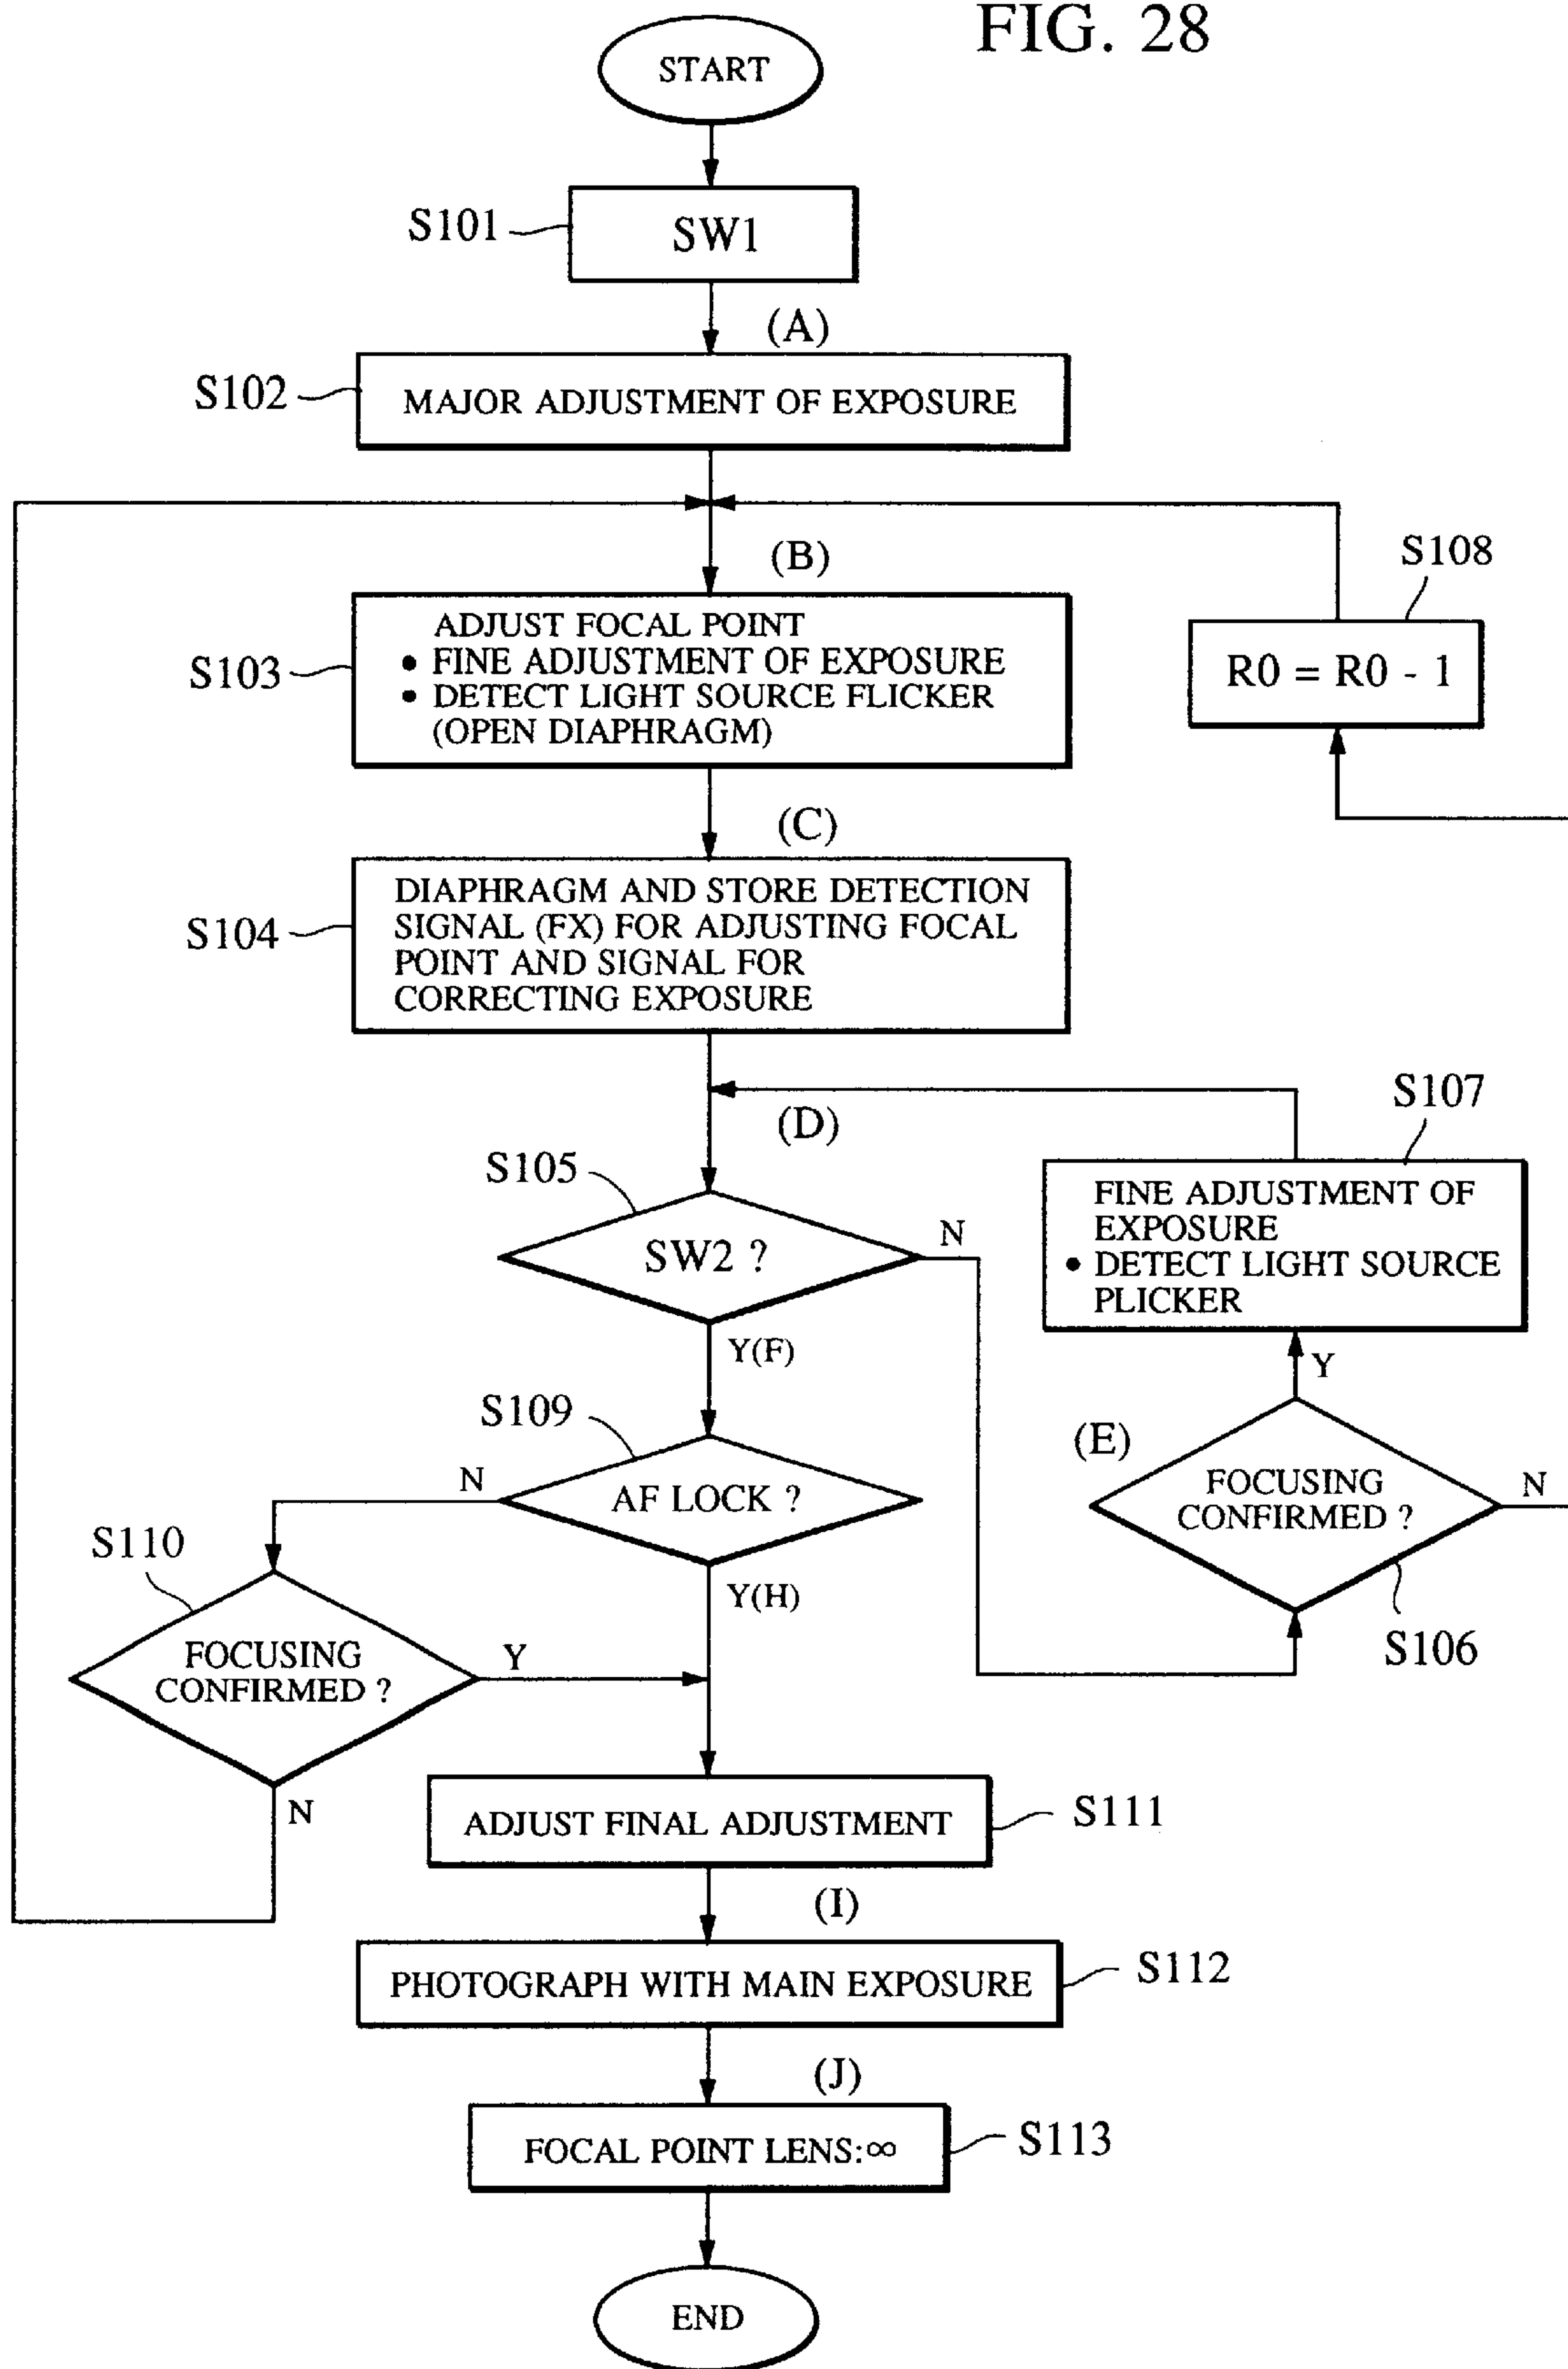 FIG. 28
START
S101
SW1
(A)
S102
MAJOR ADJUSTMENT OF EXPOSURE
(B)
S108
R0 = R0 - 1
S103
ADJUST FOCAL POINT
• FINE ADJUSTMENT OF EXPOSURE
• DETECT LIGHT SOURCE FLICKER
(OPEN DIAPHRAGM)
(C)
S104
DIAPHRAGM AND STORE DETECTION
SIGNAL (FX) FOR ADJUSTING FOCAL
POINT AND SIGNAL FOR
CORRECTING EXPOSURE
(D)
S107
FINE ADJUSTMENT OF
EXPOSURE
• DETECT LIGHT SOURCE
PLICKER
S105
SW2 ?
N
Y(F)
Y
(E)
FOCUSING
CONFIRMED ?
N
S106
S109
AF LOCK ?
N
Y(H)
S110
FOCUSING
CONFIRMED ?
Y
N
ADJUST FINAL ADJUSTMENT
S111
(I)
PHOTOGRAPH WITH MAIN EXPOSURE
S112
(J)
FOCAL POINT LENS:∞
S113
END